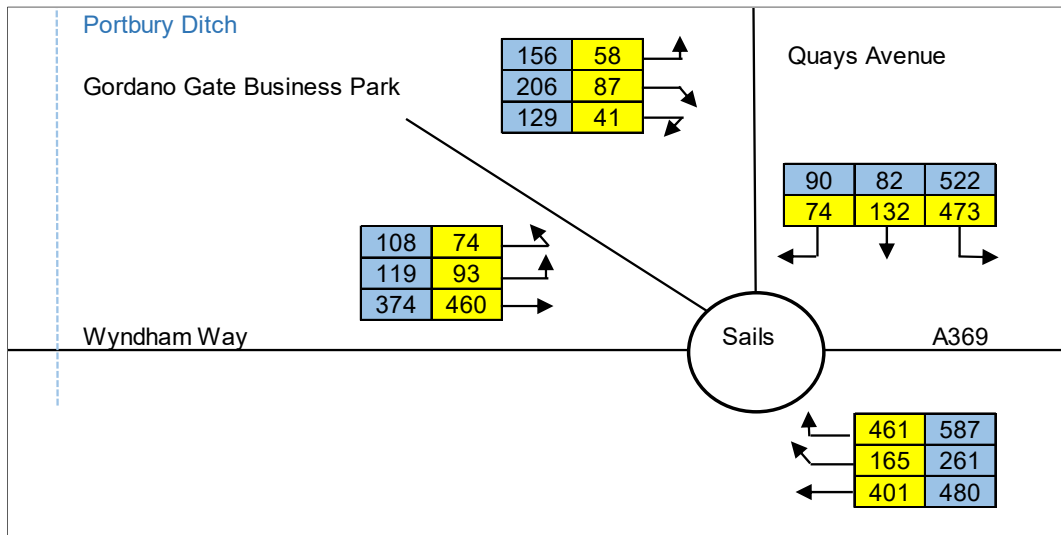 Portbury Ditch
Gordano Gate Business Park
156 58
206 87
129 41
Quays Avenue
90 82 522
74 132 473
108 74
119 93
374 460
Wyndham Way
Sails
A369
461 587
165 261
401 480